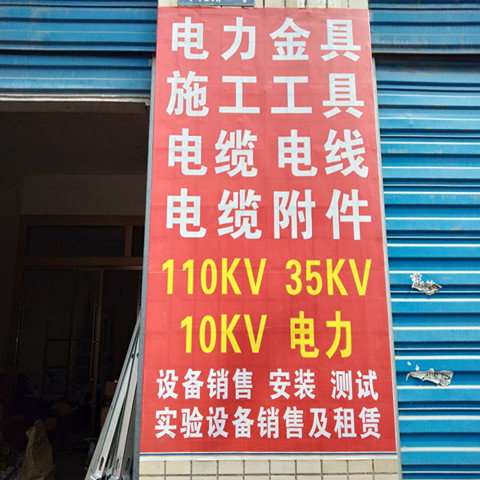 电力金具
施工工具
电缆 电线
电缆附件
110KV 35KV
10KV 电力
设备销售 安装 测试
实验设备销售及租赁